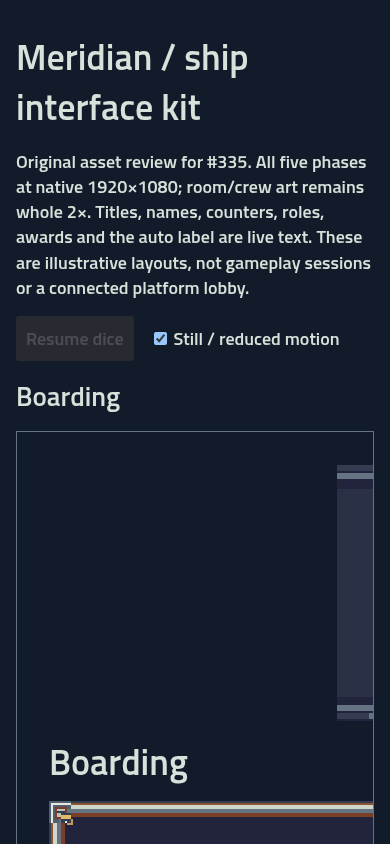 Meridian / ship
interface kit
Original asset review for #335. All five phases
at native 1920×1080; room/crew art remains
whole 2×. Titles, names, counters, roles,
awards and the auto label are live text. These
are illustrative layouts, not gameplay sessions
or a connected platform lobby.
Resume dice
Still / reduced motion
Boarding
Boarding